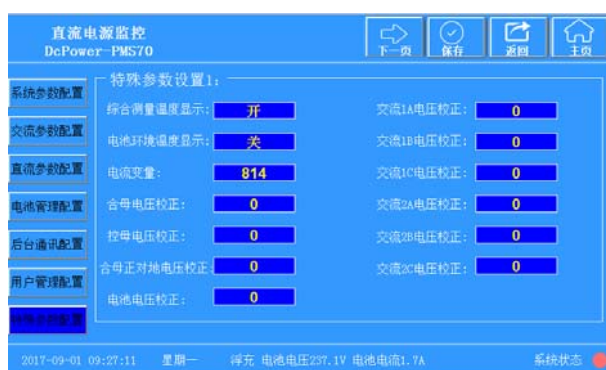 直流电源监控
DcPower-PMS70
下一页 保存 返回 主页
系统参数配置
交流参数配置
直流参数配置
电池管理配置
后台通讯配置
用户管理配置
特殊参数配置
特殊参数设置1:
综合测量温度显示: 开
电池环境温度显示: 关
电流变量: 814
合母电压校正: 0
控母电压校正: 0
合母正对地电压校正: 0
电池电压校正: 0
交流1A电压校正: 0
交流1B电压校正: 0
交流1C电压校正: 0
交流2A电压校正: 0
交流2B电压校正: 0
交流2C电压校正: 0
2017-09-01 09:27:11 星期一 浮充 电池电压237.1V 电池电流1.7A 系统状态